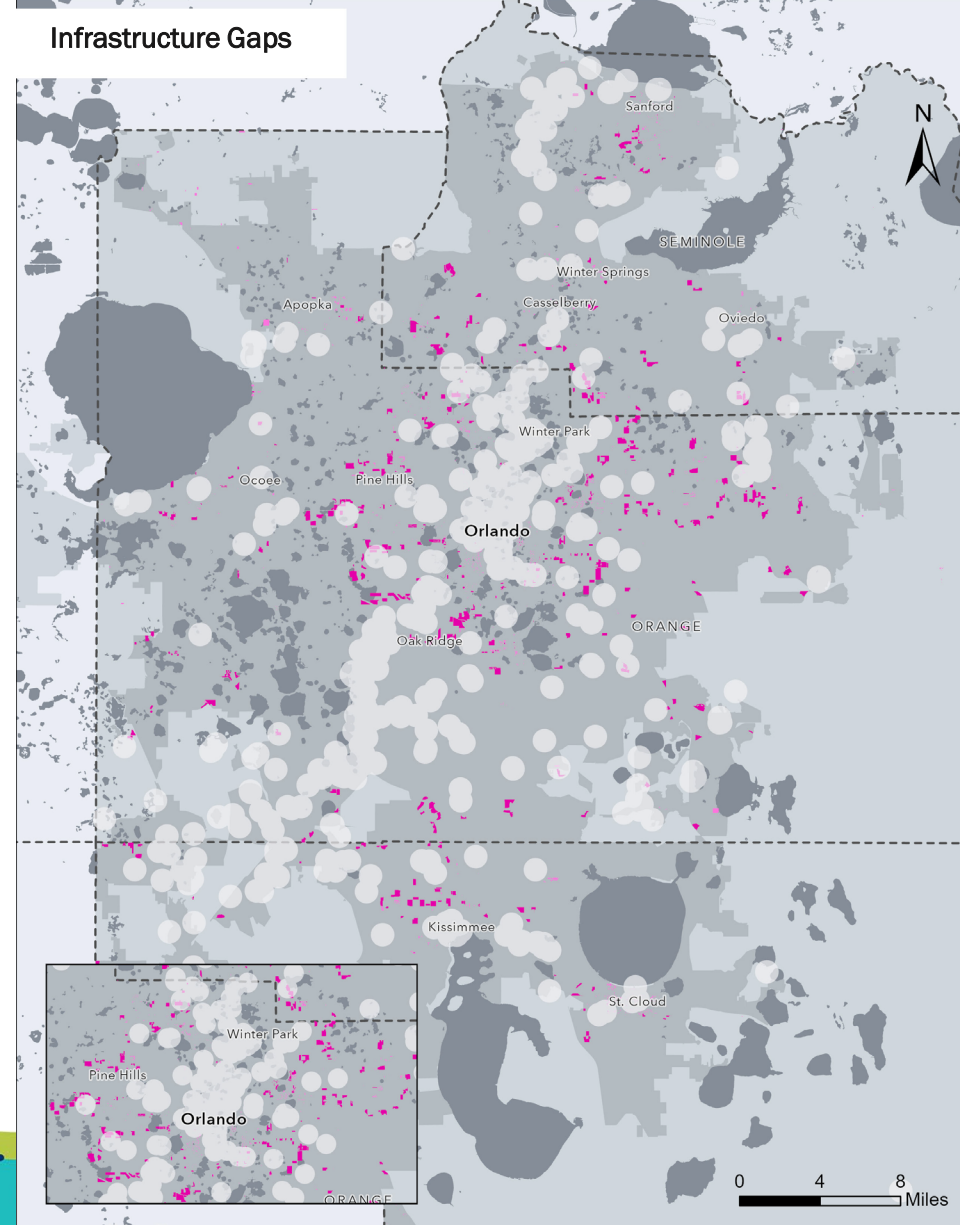 Infrastructure Gaps
N
Sanford
SEMINOLE
Winter Springs
Casselberry
Apopka
Oviedo
Winter Park
Ocoee
Pine Hills
Orlando
ORANGE
Oak Ridge
Kissimmee
St. Cloud
Winter Park
Pine Hills
Orlando
ORANGE
0 4 8
Miles